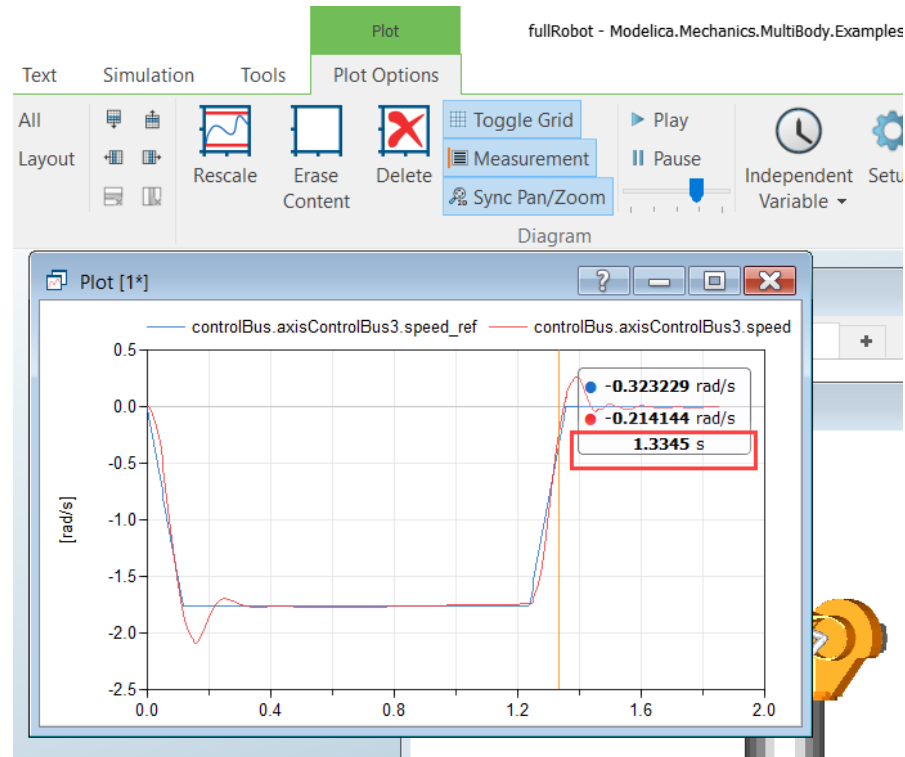 Plot
fullRobot - Modelica.Mechanics.MultiBody.Examples
Text Simulation Tools Plot Options
All
Layout
Rescale
Erase
Content
Delete
Toggle Grid
Measurement
Sync Pan/Zoom
Play
Pause
Independent
Variable
Setu
Diagram
Plot [1*]
?
controlBus.axisControlBus3.speed_ref controlBus.axisControlBus3.speed
0.5
0.0
-0.5
-1.0
-1.5
-2.0
-2.5
[rad/s]
-0.323229 rad/s
-0.214144 rad/s
1.3345 s
0.0 0.4 0.8 1.2 1.6 2.0